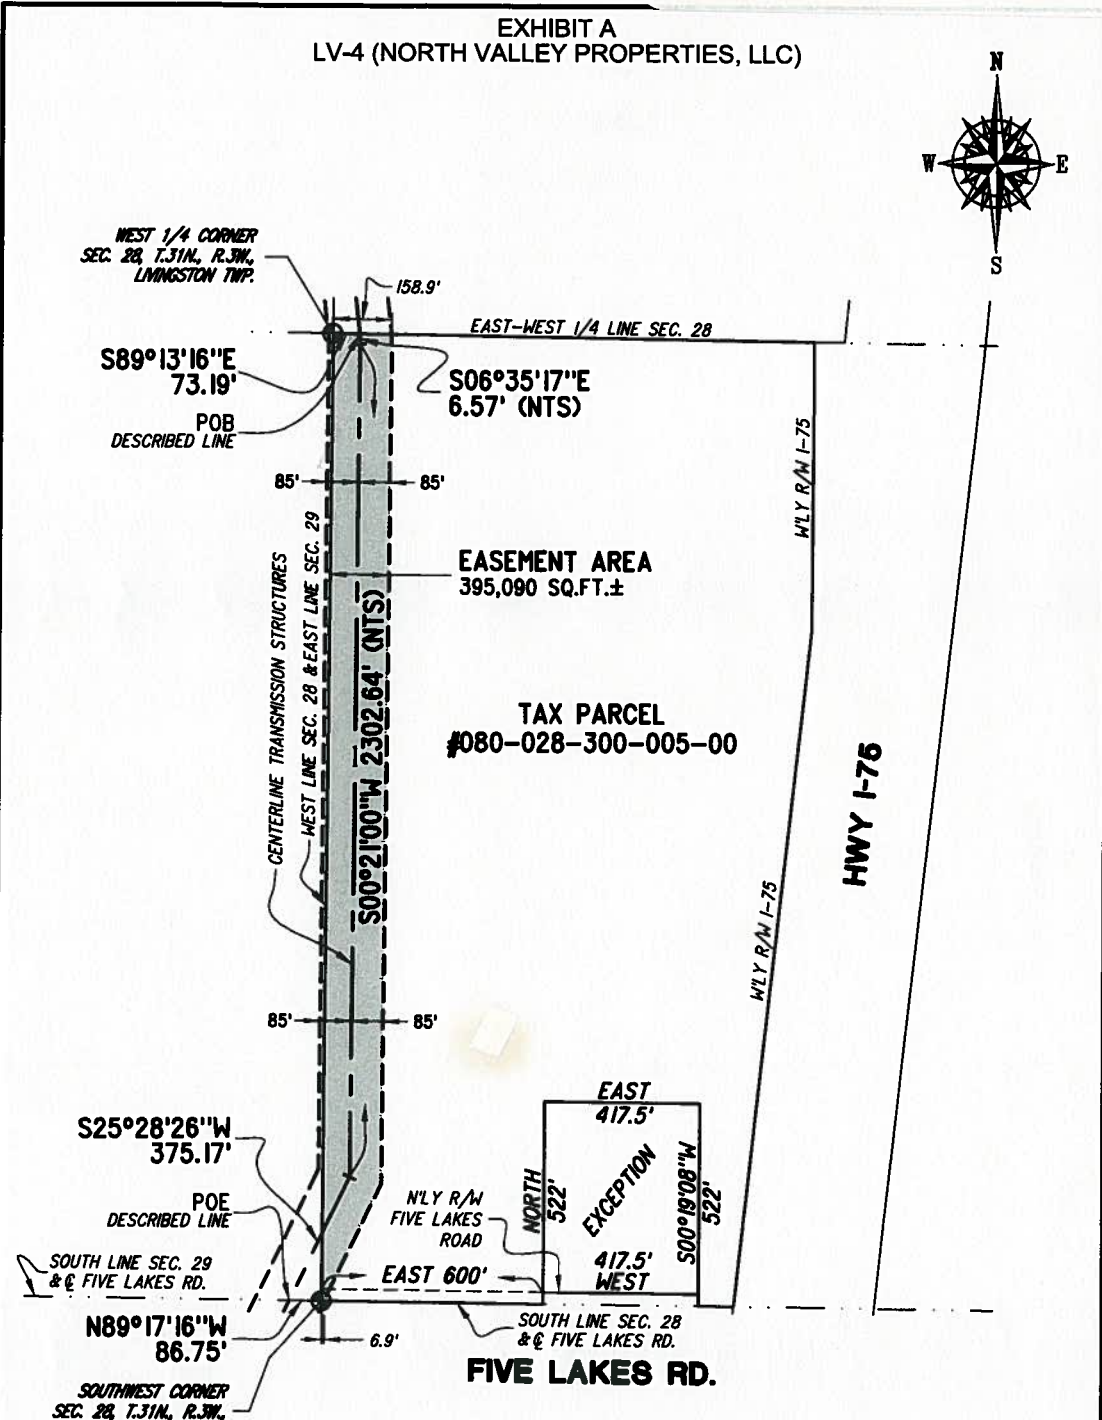 EXHIBIT A
LV-4 (NORTH VALLEY PROPERTIES, LLC)
N
W
E
S
WEST 1/4 CORNER
SEC. 28, T.31N., R.3W.,
LIVINGSTON TWP.
158.9'
EAST-WEST 1/4 LINE SEC. 28
S89°13'16"E
73.19'
S06°35'17"E
6.57' (NTS)
POB
DESCRIBED LINE
85'
85'
W'LY R/W I-75
EASEMENT AREA
395,090 SQ.FT.±
CENTERLINE TRANSMISSION STRUCTURES
WEST LINE SEC. 28 & EAST LINE SEC. 29
S00°21'00"W 2302.64' (NTS)
TAX PARCEL
#080-028-300-005-00
HWY I-75
W'LY R/W I-75
85'
85'
S25°28'26"W
375.17'
EAST
417.5'
NORTH
522'
EXCEPTION
S00°19'08"W
522'
417.5'
WEST
POE
DESCRIBED LINE
N'LY R/W
FIVE LAKES
ROAD
SOUTH LINE SEC. 29
& ℄ FIVE LAKES RD.
EAST 600'
N89°17'16"W
86.75'
6.9'
SOUTH LINE SEC. 28
& ℄ FIVE LAKES RD.
FIVE LAKES RD.
SOUTHWEST CORNER
SEC. 28, T.31N., R.3W.,